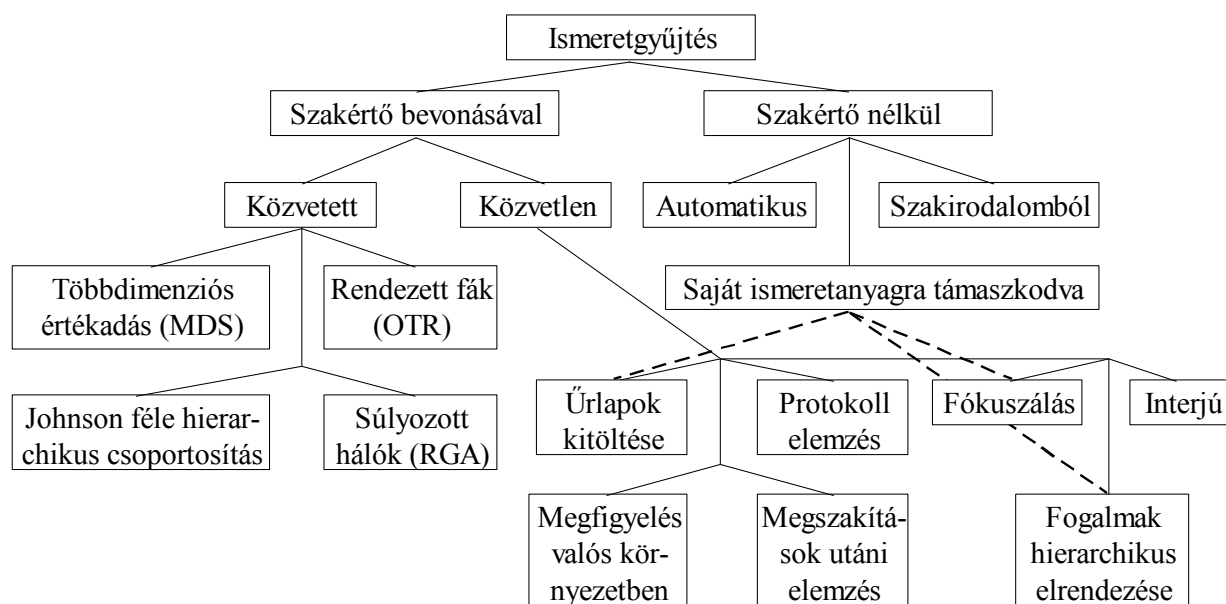 Ismeretgyűjtés
Szakértő bevonásával
Szakértő nélkül
Közvetett
Közvetlen
Automatikus
Szakirodalomból
Többdimenziós
értékadás (MDS)
Rendezett fák
(OTR)
Saját ismeretanyagra támaszkodva
Johnson féle hierar-
chikus csoportosítás
Súlyozott
hálók (RGA)
Űrlapok
kitöltése
Protokoll
elemzés
Fókuszálás
Interjú
Megfigyelés
valós kör-
nyezetben
Megszakítá-
sok utáni
elemzés
Fogalmak
hierarchikus
elrendezése